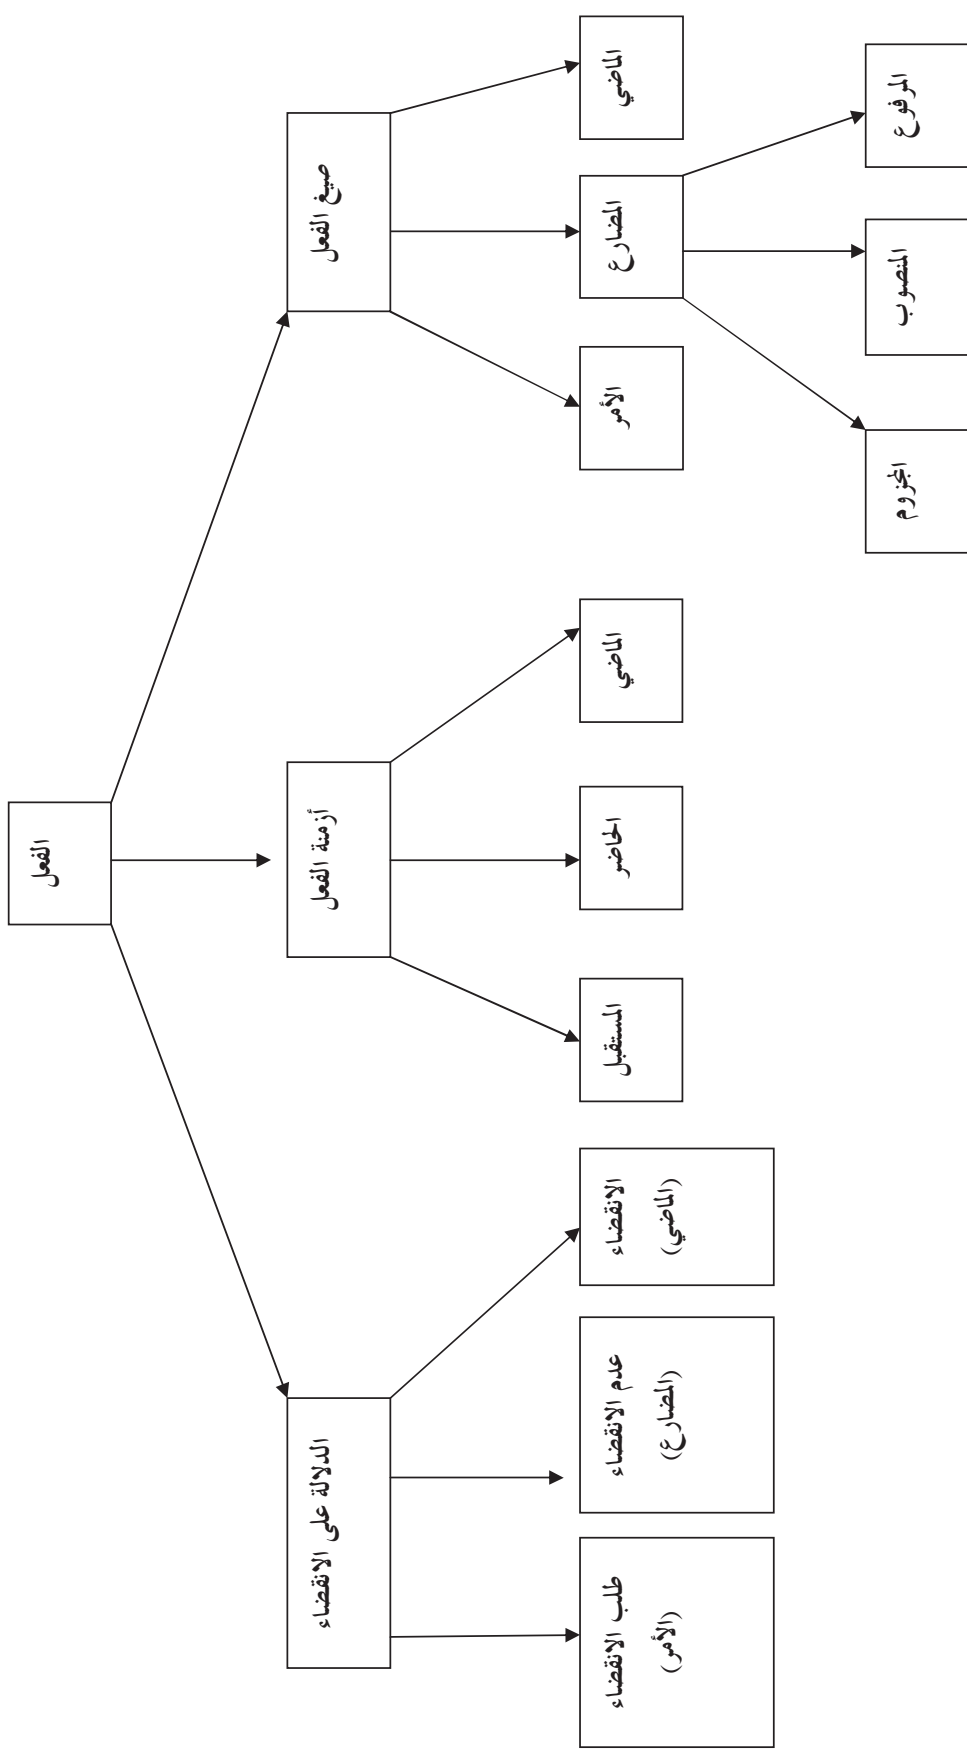 الفعل
صيغ الفعل
أزمنة الفعل
الدلالة على الانقضاء
الماضي
المضارع
الأمر
الماضي
الحاضر
المستقبل
الانقضاء
(الماضي)
عدم الانقضاء
(المضارع)
طلب الانقضاء
(الأمر)
المرفوع
المنصوب
المجزوم